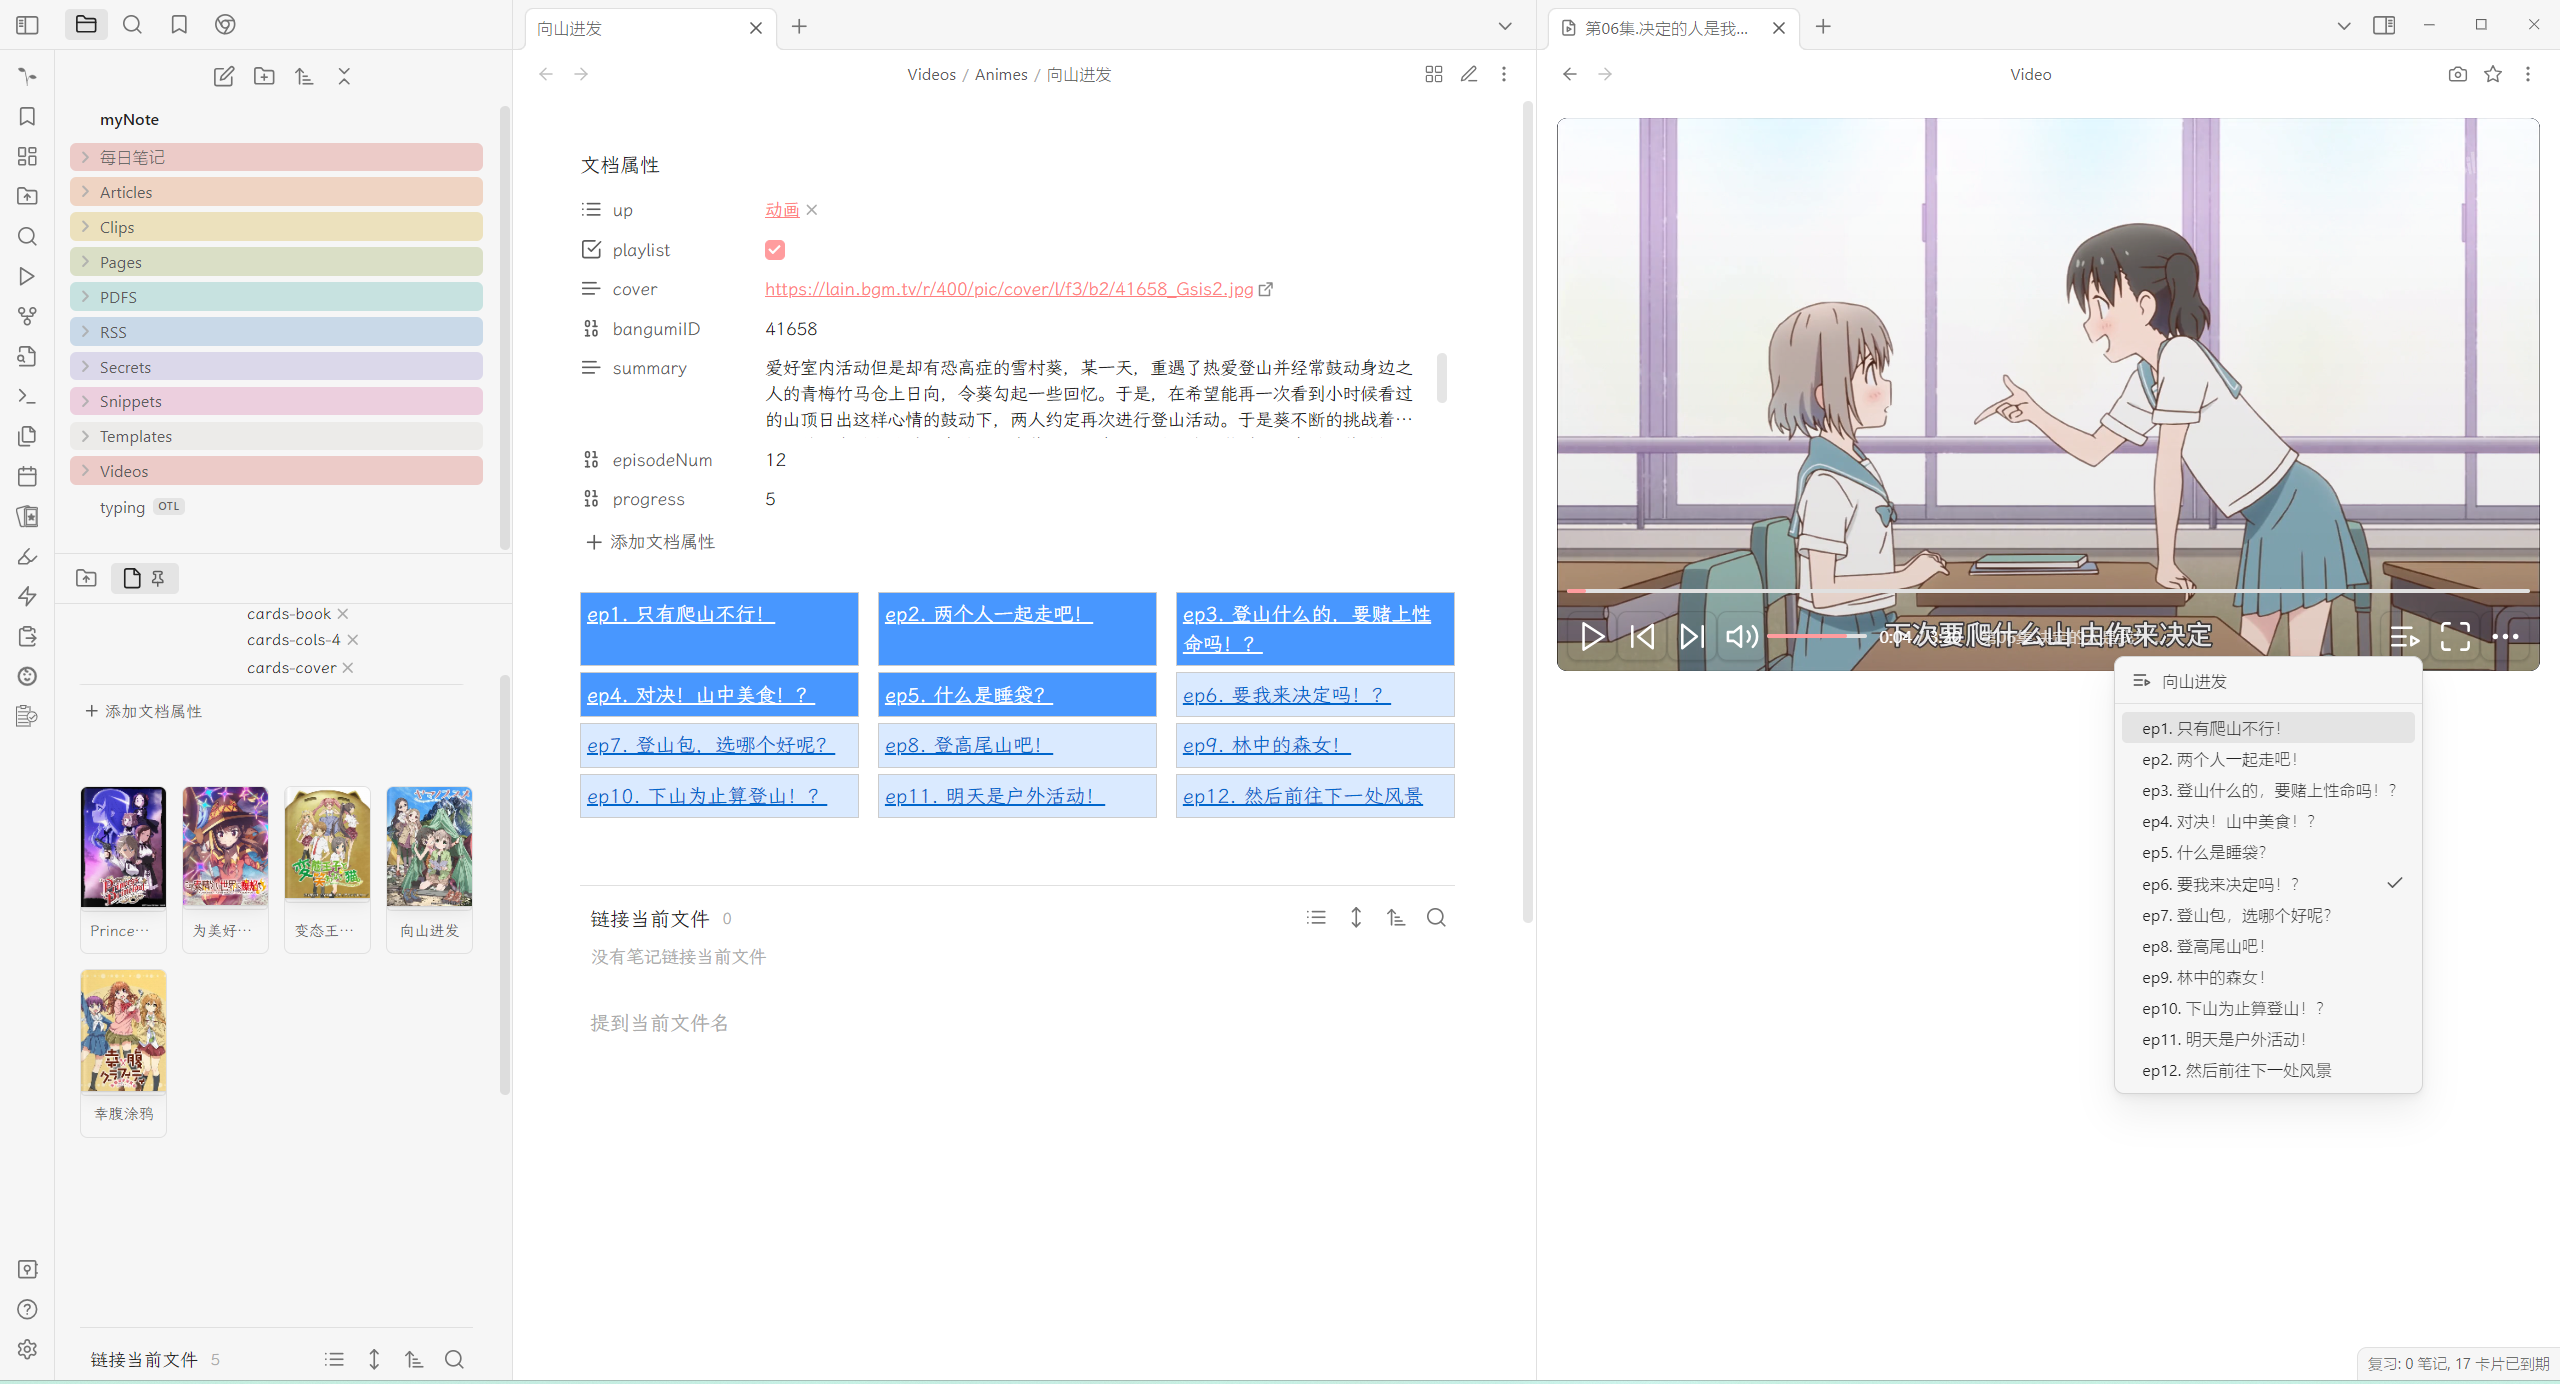 myNote
每日笔记
Articles
Clips
Pages
PDFS
RSS
Secrets
Snippets
Templates
Videos
typing OTL
cards-book
cards-cols-4
cards-cover
添加文档属性
Prince…
为美好…
变态王…
向山进发
幸腹涂鸦
链接当前文件 5
向山进发
Videos / Animes / 向山进发
文档属性
up 动画
playlist
cover https://lain.bgm.tv/r/400/pic/cover/l/f3/b2/41658_Gsis2.jpg
bangumiID 41658
summary 爱好室内活动但是却有恐高症的雪村葵，某一天，重遇了热爱登山并经常鼓动身边之
人的青梅竹马仓上日向，令葵勾起一些回忆。于是，在希望能再一次看到小时候看过
的山顶日出这样心情的鼓动下，两人约定再次进行登山活动。于是葵不断的挑战着…
episodeNum 12
progress 5
添加文档属性
ep1. 只有爬山不行！
ep2. 两个人一起走吧！
ep3. 登山什么的，要赌上性
命吗！？
ep4. 对决！山中美食！？
ep5. 什么是睡袋？
ep6. 要我来决定吗！？
ep7. 登山包，选哪个好呢？
ep8. 登高尾山吧！
ep9. 林中的森女！
ep10. 下山为止算登山！？
ep11. 明天是户外活动！
ep12. 然后前往下一处风景
链接当前文件 0
没有笔记链接当前文件
提到当前文件名
第06集.决定的人是我...
Video
0:04
下次要爬什么山 由你来决定
向山进发
ep1. 只有爬山不行！
ep2. 两个人一起走吧！
ep3. 登山什么的，要赌上性命吗！？
ep4. 对决！山中美食！？
ep5. 什么是睡袋？
ep6. 要我来决定吗！？
ep7. 登山包，选哪个好呢？
ep8. 登高尾山吧！
ep9. 林中的森女！
ep10. 下山为止算登山！？
ep11. 明天是户外活动！
ep12. 然后前往下一处风景
复习: 0 笔记, 17 卡片已到期